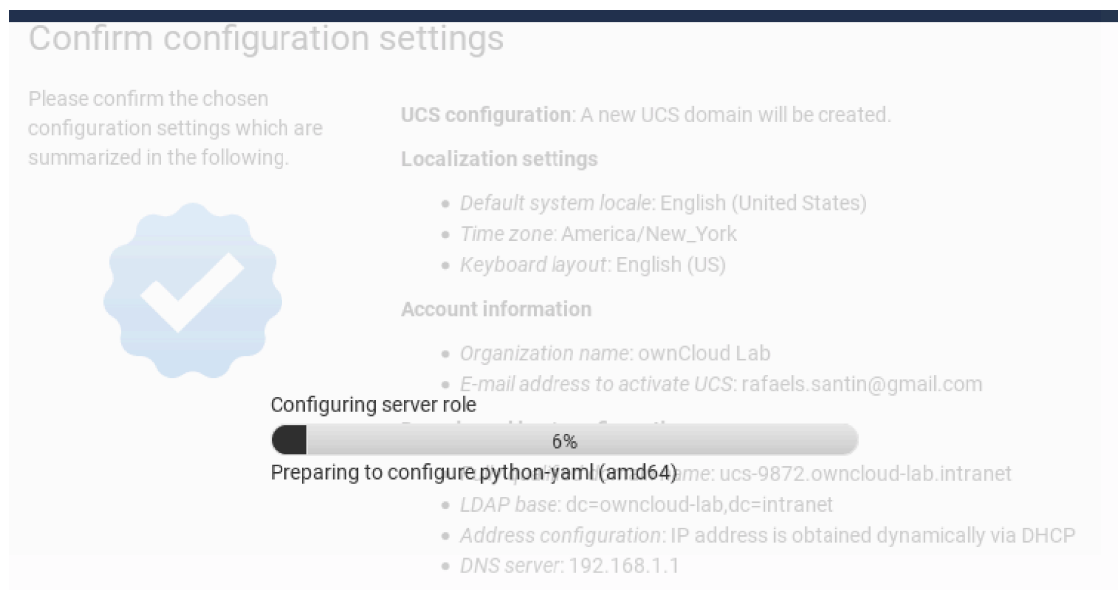 Confirm configuration settings
Please confirm the chosen
configuration settings which are
summarized in the following.
UCS configuration: A new UCS domain will be created.
Localization settings
• Default system locale: English (United States)
• Time zone: America/New_York
• Keyboard layout: English (US)
Account information
• Organization name: ownCloud Lab
• E-mail address to activate UCS: rafaels.santin@gmail.com
Configuring server role
6%
Preparing to configure python-yaml (amd64)
name: ucs-9872.owncloud-lab.intranet
• LDAP base: dc=owncloud-lab,dc=intranet
• Address configuration: IP address is obtained dynamically via DHCP
• DNS server: 192.168.1.1